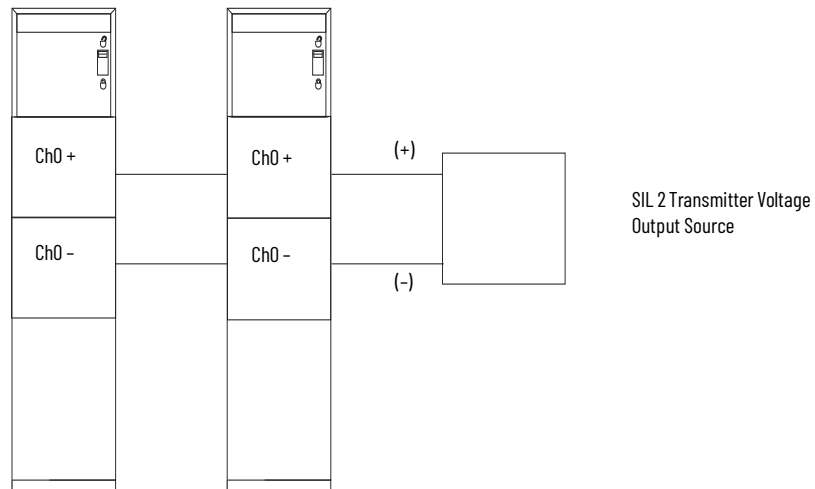 (+)
Ch0 + Ch0 +
SIL 2 Transmitter Voltage
Output Source
Ch0 – Ch0 –
(–)